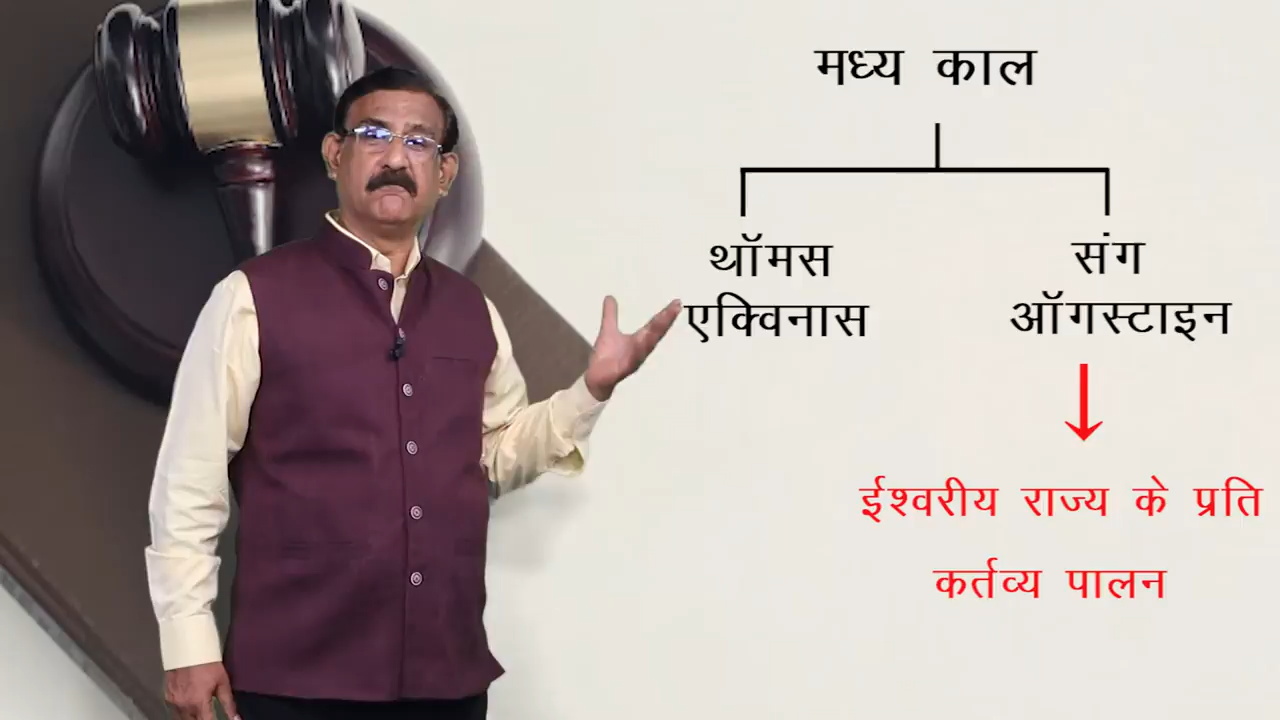 मध्य काल
थॉमस
एक्विनास
संग
ऑगस्टाइन
ईश्वरीय राज्य के प्रति
कर्तव्य पालन